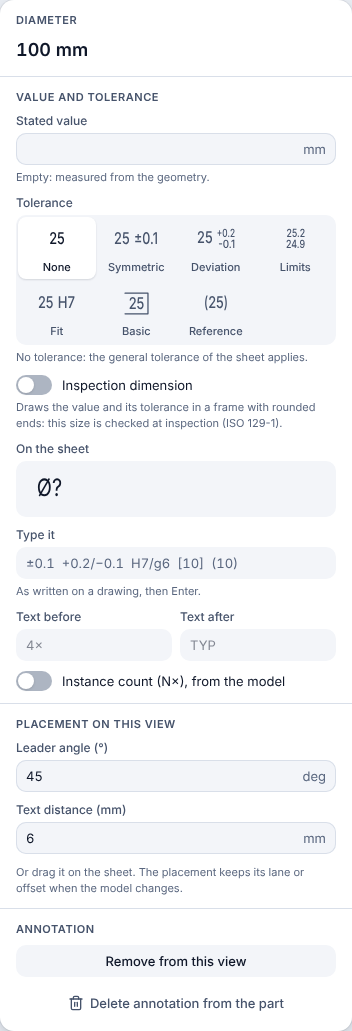 DIAMETER
100 mm
VALUE AND TOLERANCE
Stated value
mm
Empty: measured from the geometry.
Tolerance
25
None
25 ±0.1
Symmetric
25 +0.2 -0.1
Deviation
25.2
24.9
Limits
25 H7
Fit
25
Basic
(25)
Reference
No tolerance: the general tolerance of the sheet applies.
Inspection dimension
Draws the value and its tolerance in a frame with rounded
ends: this size is checked at inspection (ISO 129-1).
On the sheet
Ø?
Type it
±0.1 +0.2/−0.1 H7/g6 [10] (10)
As written on a drawing, then Enter.
Text before
Text after
4×
TYP
Instance count (N×), from the model
PLACEMENT ON THIS VIEW
Leader angle (°)
45 deg
Text distance (mm)
6 mm
Or drag it on the sheet. The placement keeps its lane or
offset when the model changes.
ANNOTATION
Remove from this view
Delete annotation from the part